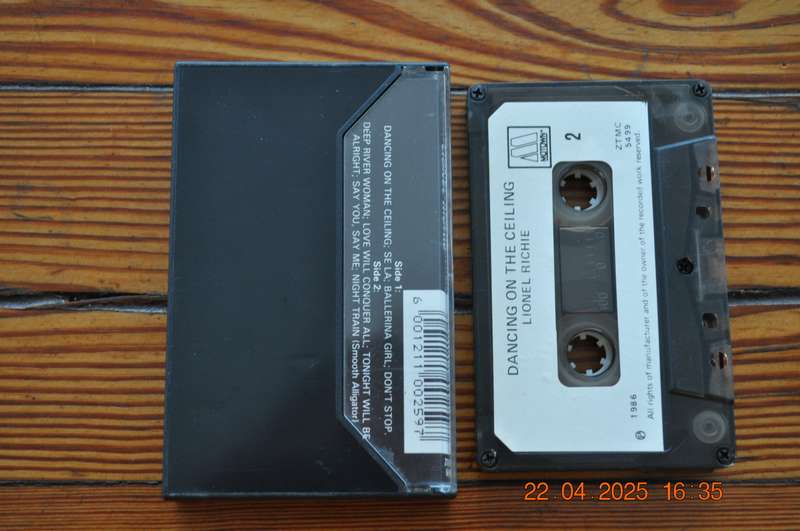 Side 1:
DANCING ON THE CEILING; SE LA; BALLERINA GIRL; DON'T STOP.
Side 2:
DEEP RIVER WOMAN; LOVE WILL CONQUER ALL; TONIGHT WILL BE
ALRIGHT; SAY YOU, SAY ME; NIGHT TRAIN (Smooth Alligator)
6 001211 002597
MOTOWN
2
ZTMC
5499
DANCING ON THE CEILING
LIONEL RICHIE
1986
All rights of manufacturer and of the owner of the recorded work reserved.
℗
22.04.2025 16:35